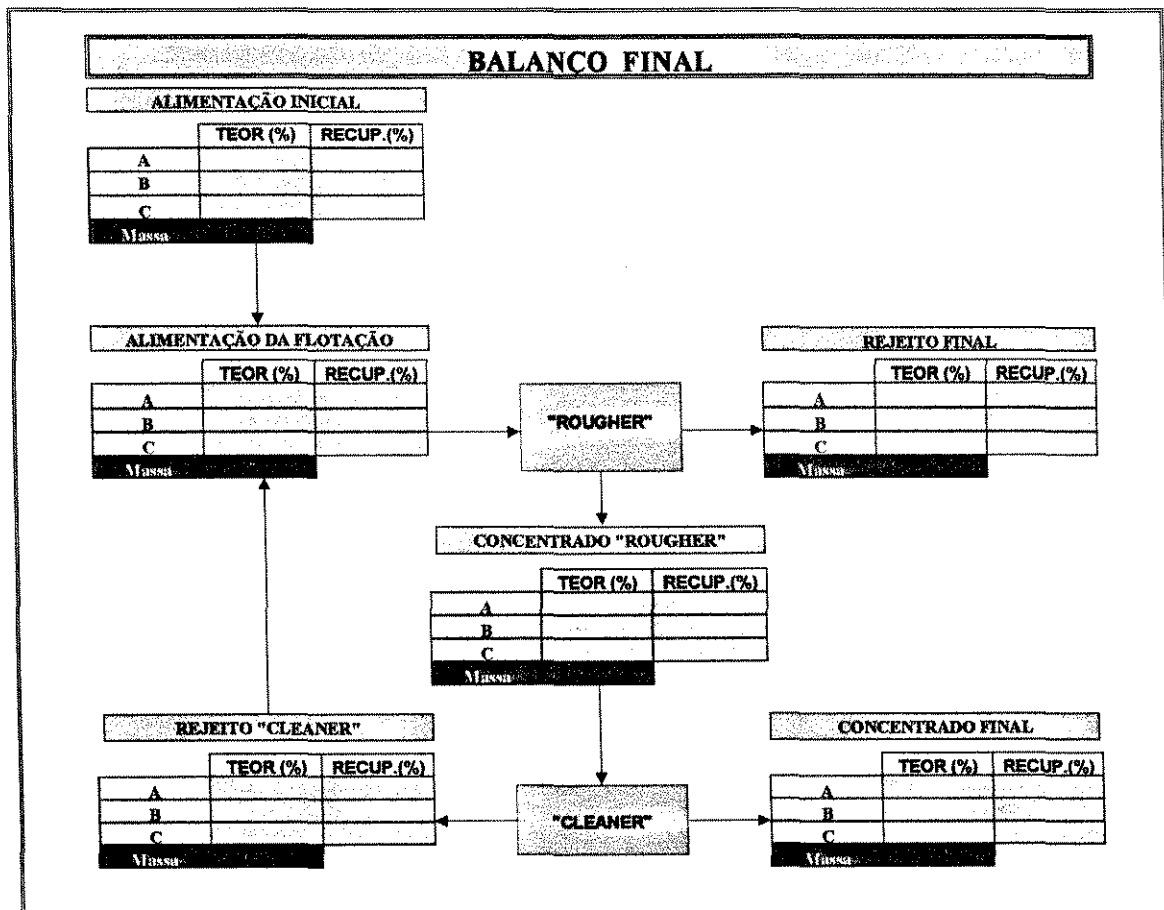 BALANÇO FINAL
ALIMENTAÇÃO INICIAL
TEOR (%) RECUP.(%)
A
B
C
Massa
ALIMENTAÇÃO DA FLOTAÇÃO
TEOR (%) RECUP.(%)
A
B
C
Massa
"ROUGHER"
REJEITO FINAL
TEOR (%) RECUP.(%)
A
B
C
Massa
CONCENTRADO "ROUGHER"
TEOR (%) RECUP.(%)
A
B
C
Massa
REJEITO "CLEANER"
TEOR (%) RECUP.(%)
A
B
C
Massa
"CLEANER"
CONCENTRADO FINAL
TEOR (%) RECUP.(%)
A
B
C
Massa